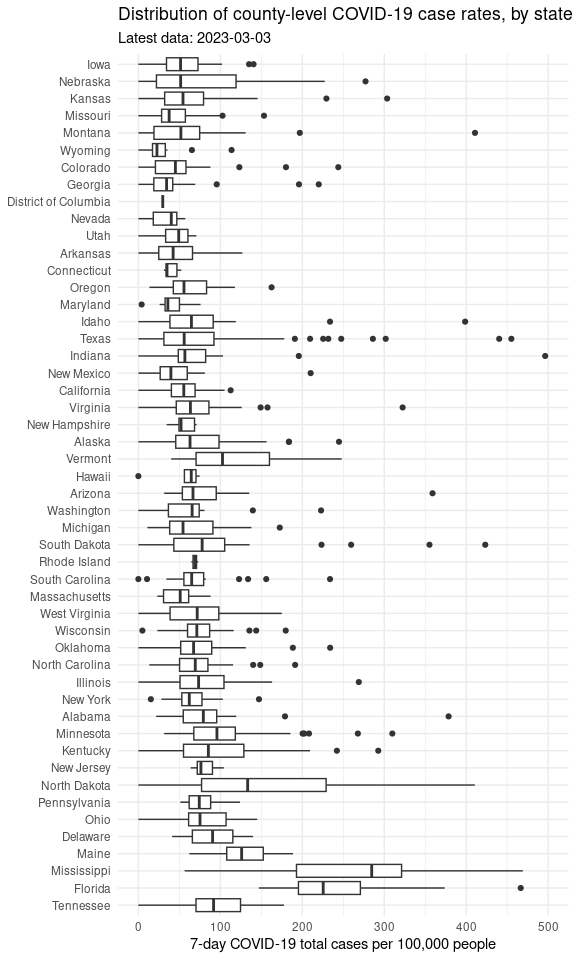 Distribution of county-level COVID-19 case rates, by state
Latest data: 2023-03-03
Iowa
Nebraska
Kansas
Missouri
Montana
Wyoming
Colorado
Georgia
District of Columbia
Nevada
Utah
Arkansas
Connecticut
Oregon
Maryland
Idaho
Texas
Indiana
New Mexico
California
Virginia
New Hampshire
Alaska
Vermont
Hawaii
Arizona
Washington
Michigan
South Dakota
Rhode Island
South Carolina
Massachusetts
West Virginia
Wisconsin
Oklahoma
North Carolina
Illinois
New York
Alabama
Minnesota
Kentucky
New Jersey
North Dakota
Pennsylvania
Ohio
Delaware
Maine
Mississippi
Florida
Tennessee
0 100 200 300 400 500
7-day COVID-19 total cases per 100,000 people